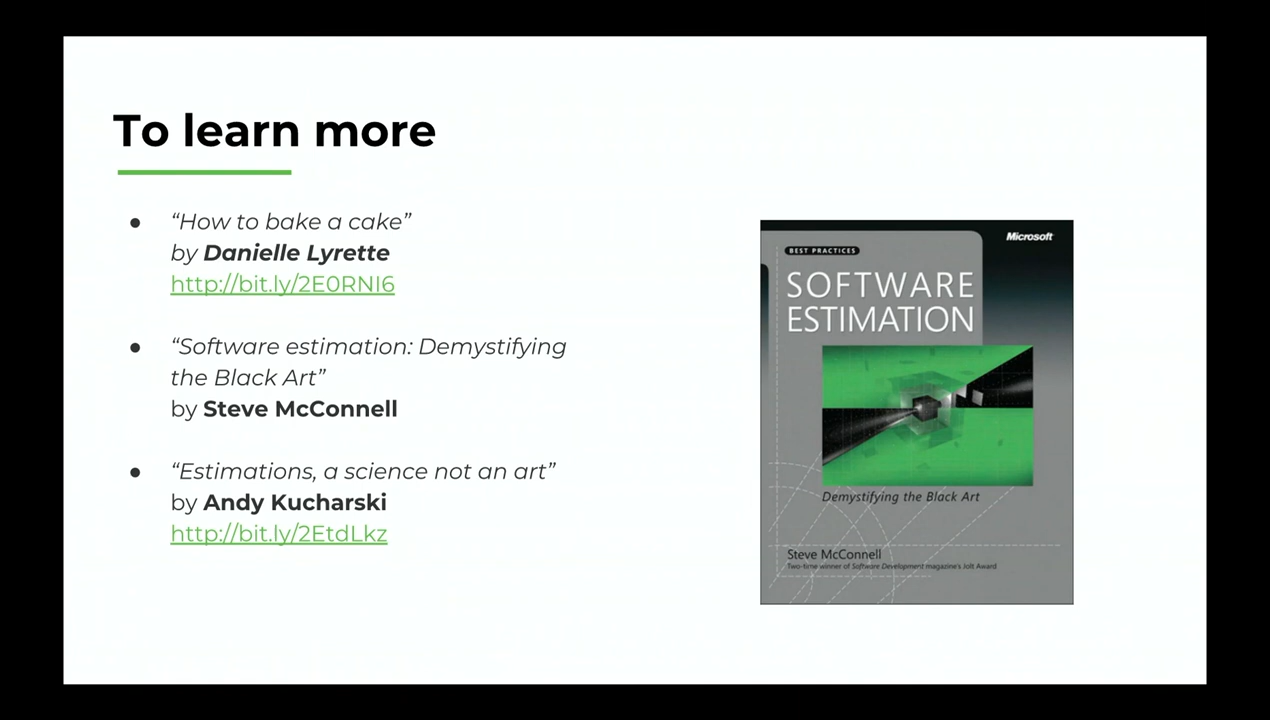 To learn more
● “How to bake a cake”
by Danielle Lyrette
http://bit.ly/2E0RNI6
● “Software estimation: Demystifying
the Black Art”
by Steve McConnell
● “Estimations, a science not an art”
by Andy Kucharski
http://bit.ly/2EtdLkz
Microsoft
BEST PRACTICES
SOFTWARE
ESTIMATION
Demystifying the Black Art
Steve McConnell
Two-time winner of Software Development magazine's Jolt Award